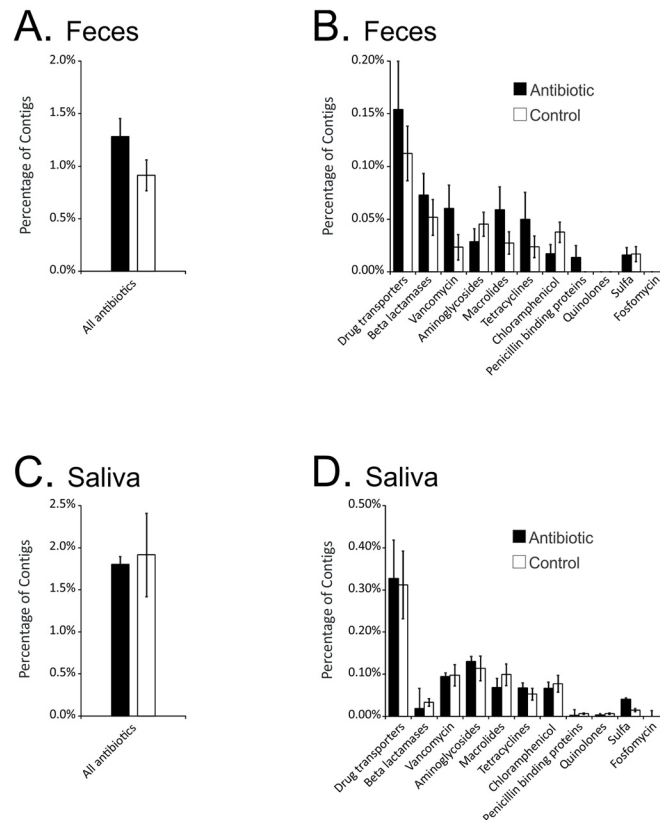 A. Feces
Percentage of Contigs
2.0%
1.5%
1.0%
0.5%
0.0%
All antibiotics
B. Feces
Percentage of Contigs
0.20%
0.15%
0.10%
0.05%
0.00%
Antibiotic
Control
Drug transporters
Beta lactamases
Vancomycin
Aminoglycosides
Macrolides
Tetracyclines
Chloramphenicol
Penicillin binding proteins
Quinolones
Sulfa
Fosfomycin
C. Saliva
Percentage of Contigs
2.5%
2.0%
1.5%
1.0%
0.5%
0.0%
All antibiotics
D. Saliva
Percentage of Contigs
0.50%
0.40%
0.30%
0.20%
0.10%
0.00%
Antibiotic
Control
Drug transporters
Beta lactamases
Vancomycin
Aminoglycosides
Macrolides
Tetracyclines
Chloramphenicol
Penicillin binding proteins
Quinolones
Sulfa
Fosfomycin